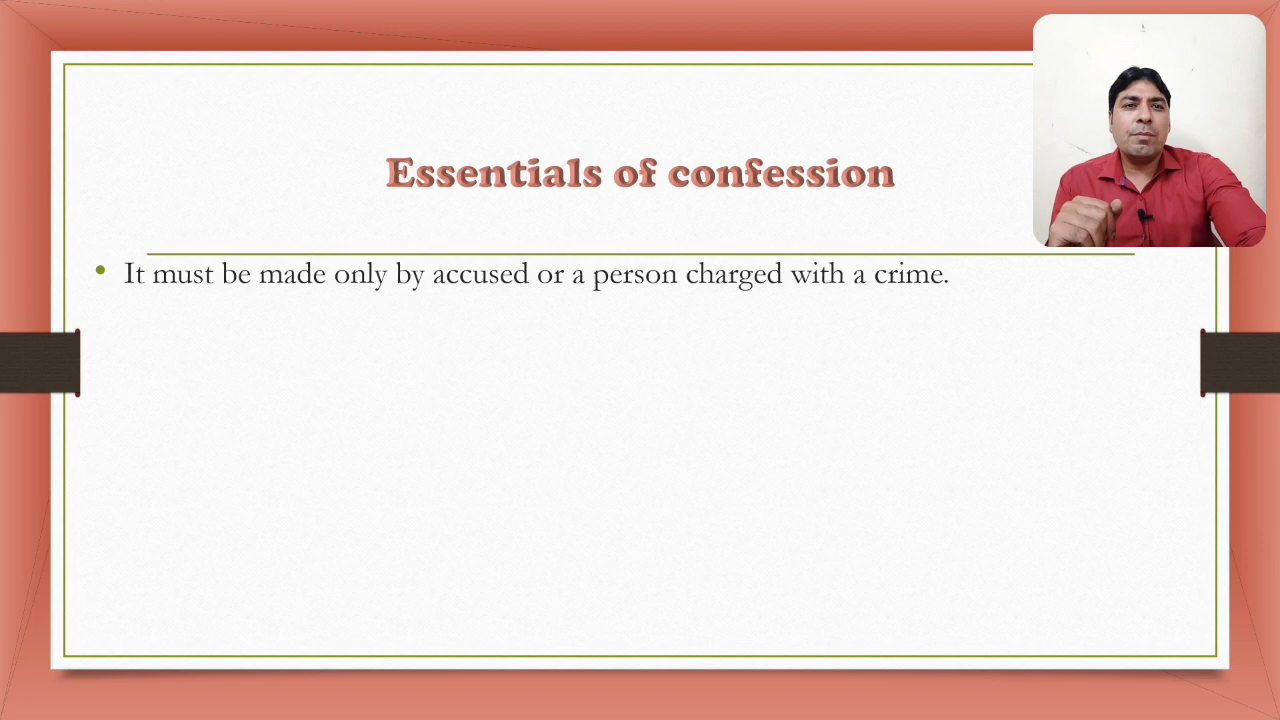 Essentials of confession
• It must be made only by accused or a person charged with a crime.